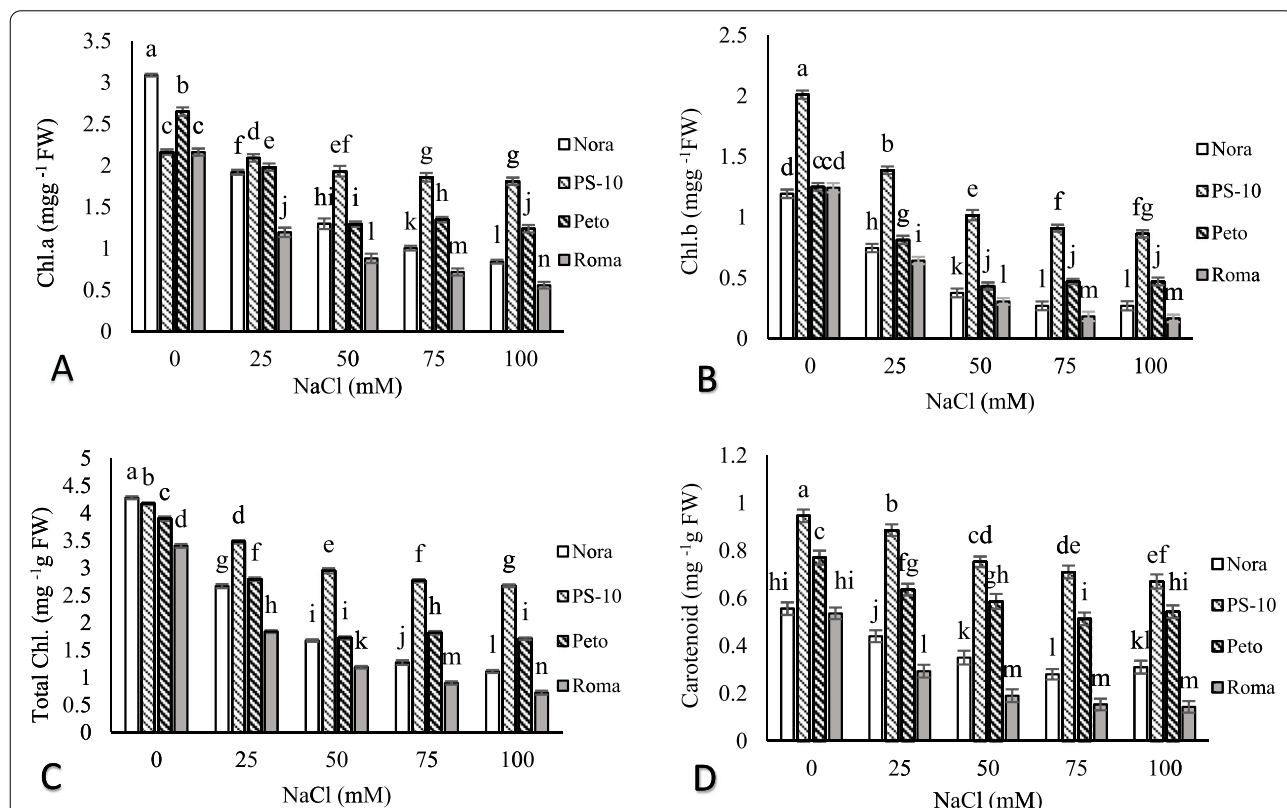 3.5
3
2.5
2
1.5
1
0.5
0
Chl.a (mgg -1 FW)
a
c
b
c
f
d
e
j
hi
ef
i
l
k
g
h
m
l
g
j
n
0 25 50 75 100
NaCl (mM)
A
Nora
PS-10
Peto
Roma
2
1.5
1
0.5
0
Chl.b (mgg -1 FW)
d
a
c
cd
h
b
g
i
k
e
j
l
l
f
j
m
l
fg
j
m
0 25 50 75 100
NaCl (mM)
B
Nora
PS-10
Peto
Roma
5
4.5
4
3.5
3
2.5
2
1.5
1
0.5
0
Total Chl. (mg -1g FW)
a
b
c
d
g
d
f
h
i
e
i
k
j
f
h
m
l
g
i
n
0 25 50 75 100
NaCl (mM)
C
Nora
PS-10
Peto
Roma
1.2
1
0.8
0.6
0.4
0.2
0
Carotenoid (mg -1g FW)
hi
a
c
hi
j
b
fg
l
k
cd
gh
m
l
de
i
m
kl
ef
hi
m
0 25 50 75 100
NaCl (mM)
D
Nora
PS-10
Peto
Roma